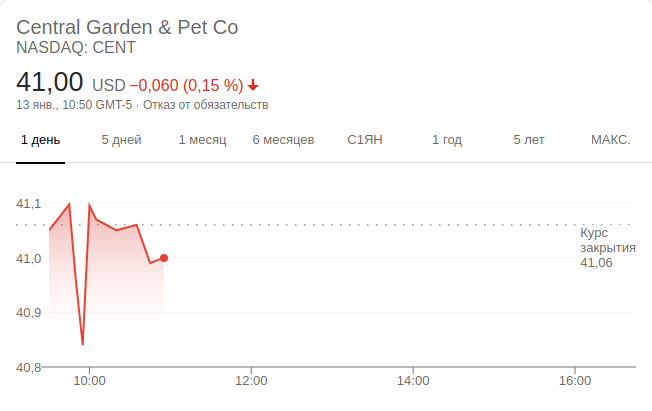 Central Garden & Pet Co
NASDAQ: CENT
41,00 USD −0,060 (0,15 %)
13 янв., 10:50 GMT-5 · Отказ от обязательств
1 день 5 дней 1 месяц 6 месяцев С1ЯН 1 год 5 лет МАКС.
41,1
Курс
закрытия
41,06
41,0
40,9
40,8
10:00 12:00 14:00 16:00